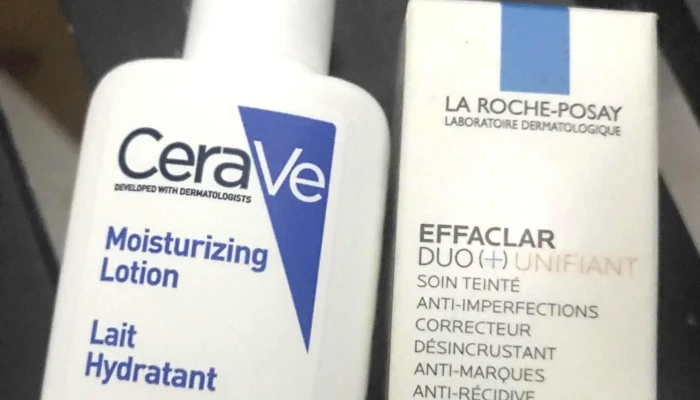 CeraVe
DEVELOPED WITH DERMATOLOGISTS
Moisturizing
Lotion
Lait
Hydratant
LA ROCHE-POSAY
LABORATOIRE DERMATOLOGIQUE
EFFACLAR
DUO (+) UNIFIANT
SOIN TEINTÉ
ANTI-IMPERFECTIONS
CORRECTEUR
DÉSINCRUSTANT
ANTI-MARQUES
ANTI-RÉCIDIVE